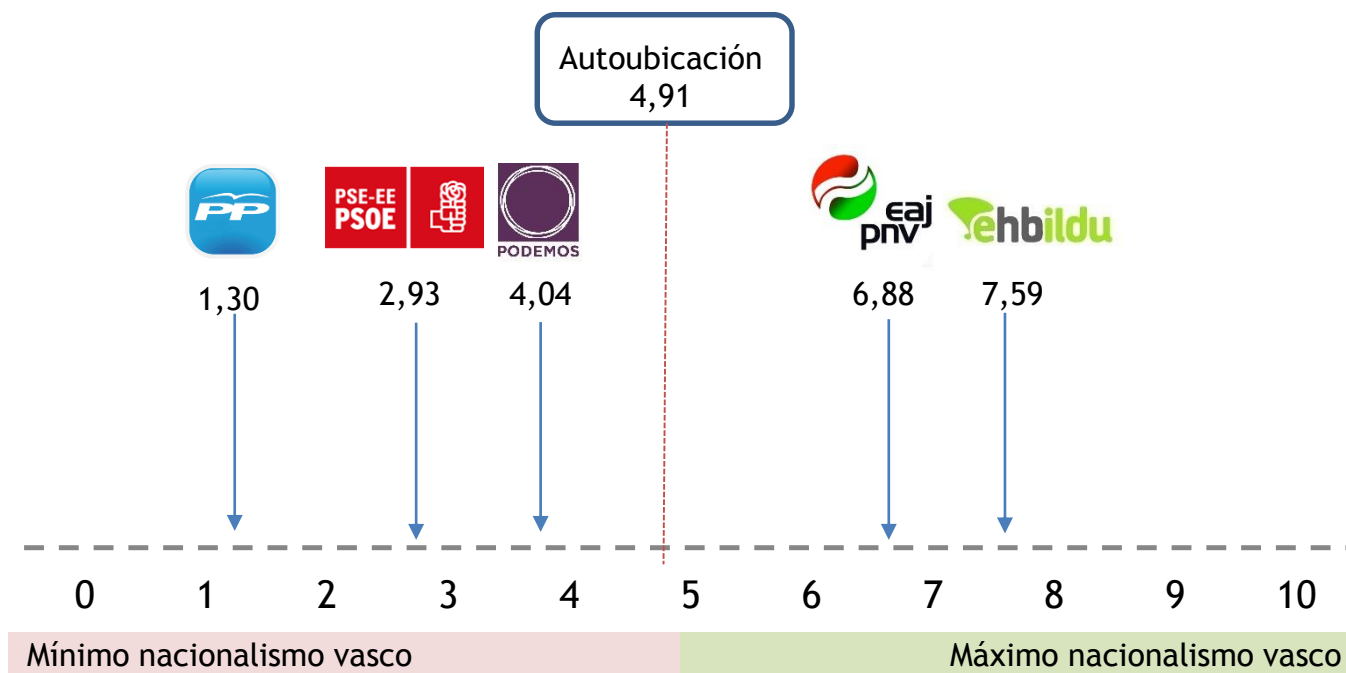 Autoubicación
4,91
PP
PSE-EE
PSOE
PODEMOS
eaj
pnv
ehbildu
1,30 2,93 4,04 6,88 7,59
0 1 2 3 4 5 6 7 8 9 10
Mínimo nacionalismo vasco Máximo nacionalismo vasco